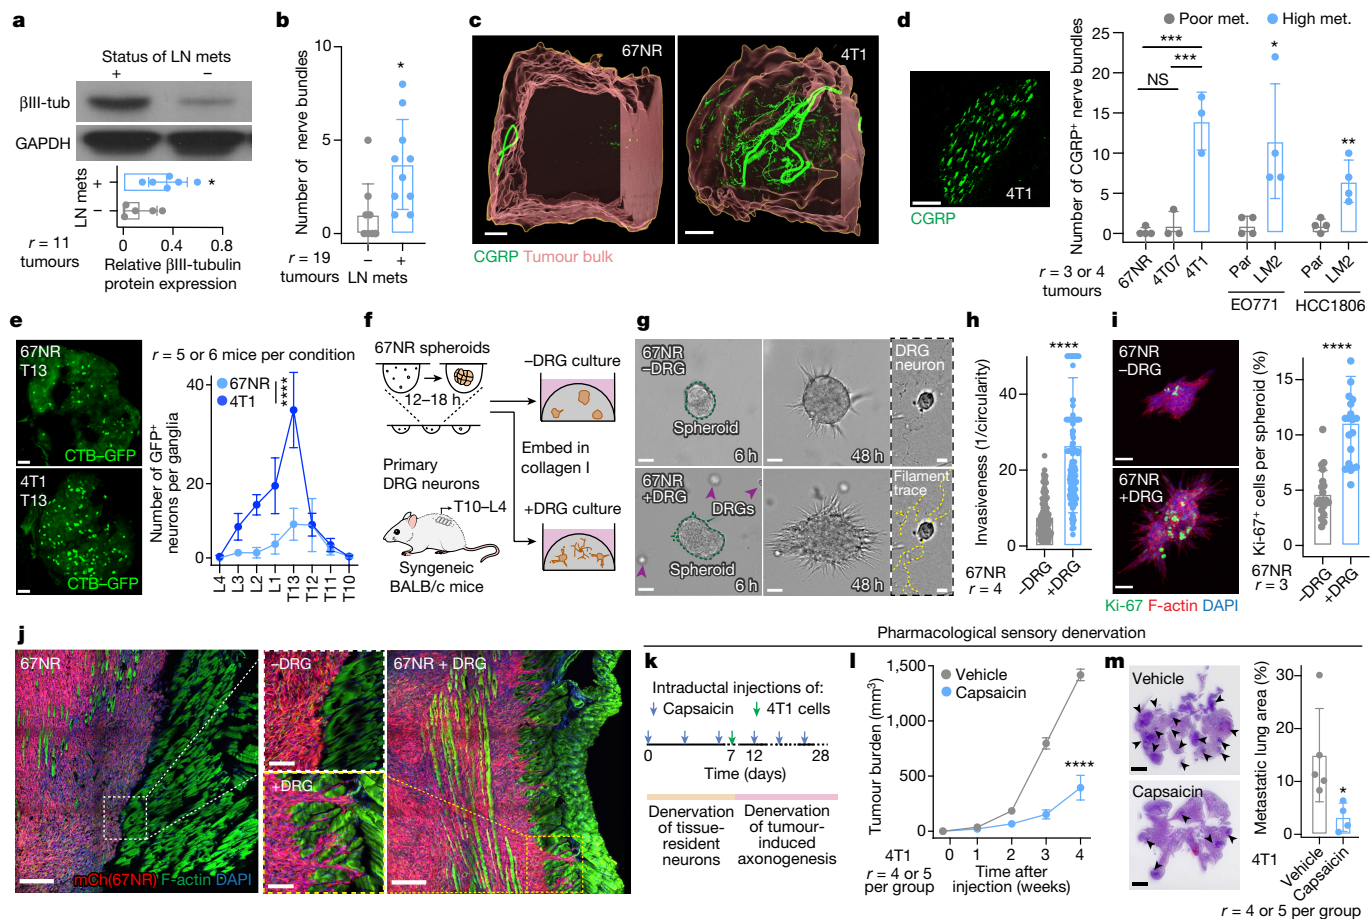 a
Status of LN mets
+ −
βIII-tub
GAPDH
LN mets
+
−
*
0 0.4 0.8
r = 11
tumours
Relative βIII-tubulin
protein expression
b
Number of nerve bundles
10
5
0
*
− +
r = 19
tumours
LN mets
c
67NR
4T1
CGRP Tumour bulk
d
Poor met. High met.
4T1
CGRP
Number of CGRP+ nerve bundles
25
20
15
10
5
0
***
***
NS
*
**
67NR
4T07
4T1
Par
LM2
Par
LM2
r = 3 or 4
tumours
EO771
HCC1806
e
67NR
T13
CTB–GFP
4T1
T13
CTB–GFP
r = 5 or 6 mice per condition
67NR
4T1
****
Number of GFP+
neurons per ganglia
40
20
0
L4 L3 L2 L1 T13 T12 T11 T10
f
67NR spheroids
12–18 h
–DRG culture
Embed in
collagen I
Primary
DRG neurons
T10–L4
+DRG culture
Syngeneic
BALB/c mice
g
67NR
–DRG
Spheroid
6 h
48 h
DRG
neuron
67NR
+DRG
DRGs
Spheroid
6 h
48 h
Filament
trace
h
****
Invasiveness (1/circularity)
40
20
0
67NR
r = 4
–DRG
+DRG
i
67NR
–DRG
67NR
+DRG
Ki-67 F-actin DAPI
Ki-67+ cells per spheroid (%)
****
15
10
5
0
67NR
r = 3
–DRG
+DRG
j
67NR
mCh(67NR) F-actin DAPI
–DRG
+DRG
67NR + DRG
Pharmacological sensory denervation
k
Intraductal injections of:
Capsaicin 4T1 cells
0 7 12 28
Time (days)
Denervation
of tissue-
resident
neurons
Denervation
of tumour-
induced
axonogenesis
l
Vehicle
Capsaicin
Tumour burden (mm3)
1,500
1,000
500
0
****
0 1 2 3 4
4T1
r = 4 or 5
per group
Time after
injection (weeks)
m
Vehicle
Capsaicin
Metastatic lung area (%)
30
20
10
0
*
4T1
Vehicle
Capsaicin
r = 4 or 5 per group